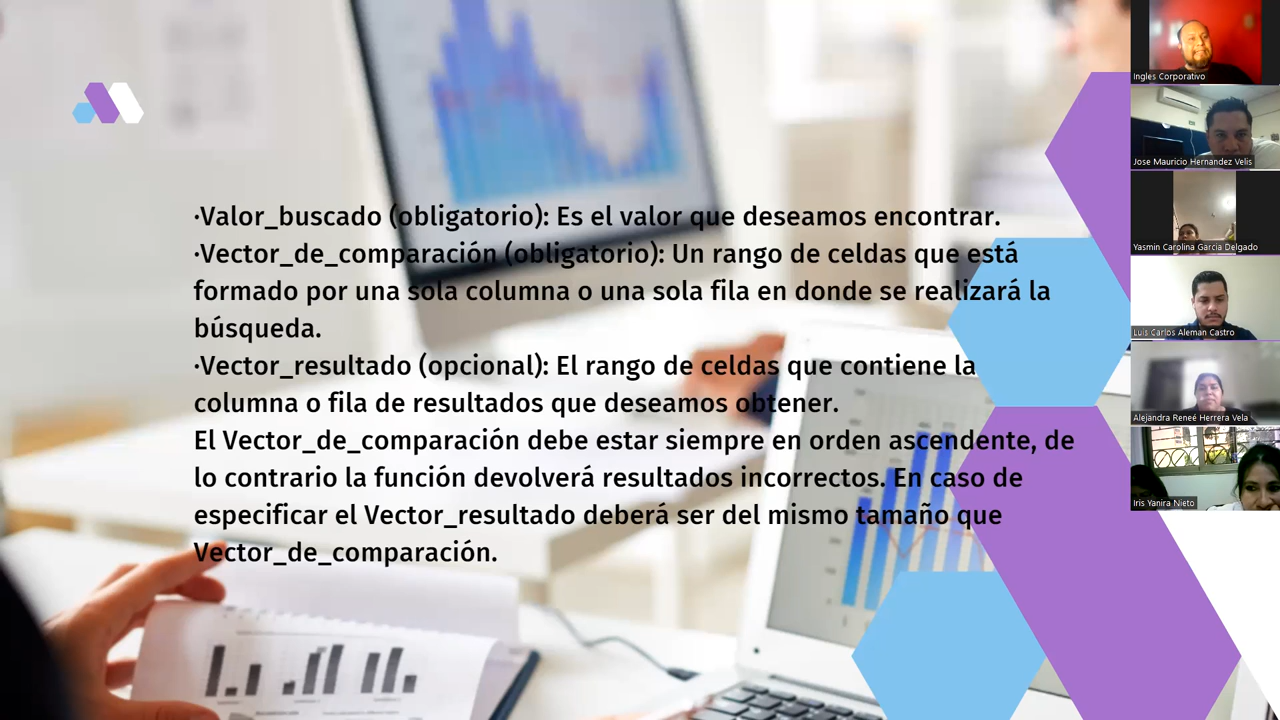 ·Valor_buscado (obligatorio): Es el valor que deseamos encontrar.
·Vector_de_comparación (obligatorio): Un rango de celdas que está
formado por una sola columna o una sola fila en donde se realizará la
búsqueda.
·Vector_resultado (opcional): El rango de celdas que contiene la
columna o fila de resultados que deseamos obtener.
El Vector_de_comparación debe estar siempre en orden ascendente, de
lo contrario la función devolverá resultados incorrectos. En caso de
especificar el Vector_resultado deberá ser del mismo tamaño que
Vector_de_comparación.
Ingles Corporativo
Jose Mauricio Hernandez Velis
Yasmin Carolina Garcia Delgado
Luis Carlos Aleman Castro
Alejandra Reneé Herrera Vela
Iris Yanira Nieto